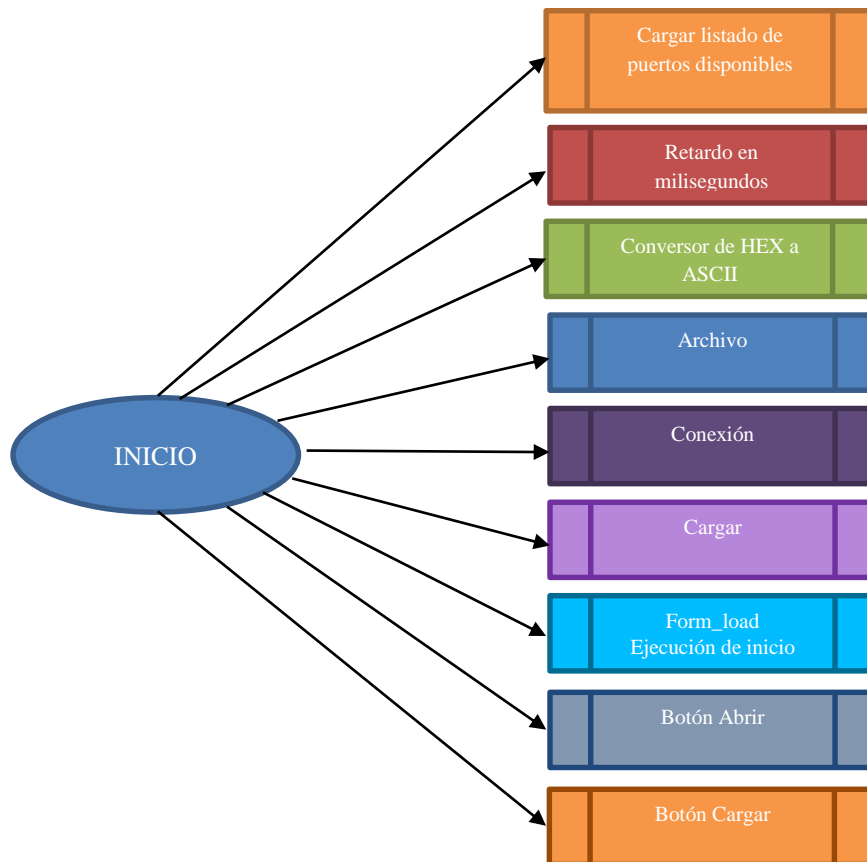 Cargar listado de
puertos disponibles
Retardo en
milisegundos
Conversor de HEX a
ASCII
Archivo
INICIO
Conexión
Cargar
Form_load
Ejecución de inicio
Botón Abrir
Botón Cargar